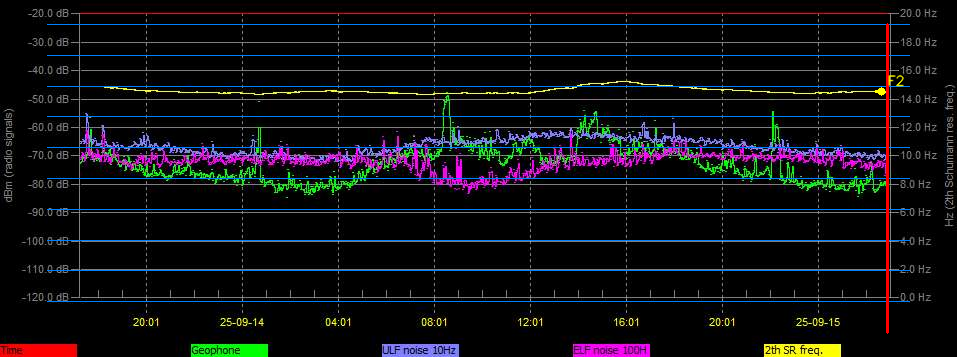 -20.0 dB 20.0 Hz
-30.0 dB 18.0 Hz
-40.0 dB 16.0 Hz
F2
-50.0 dB 14.0 Hz
-60.0 dB 12.0 Hz
-70.0 dB 10.0 Hz
-80.0 dB 8.0 Hz
-90.0 dB 6.0 Hz
-100.0 dB 4.0 Hz
-110.0 dB 2.0 Hz
-120.0 dB 0.0 Hz
dBm (radio signals)
Hz (2th Schumann res. freq.)
20:01 25-09-14 04:01 08:01 12:01 16:01 20:01 25-09-15
Time Geophone ULF noise 10Hz ELF noise 100H 2th SR freq.